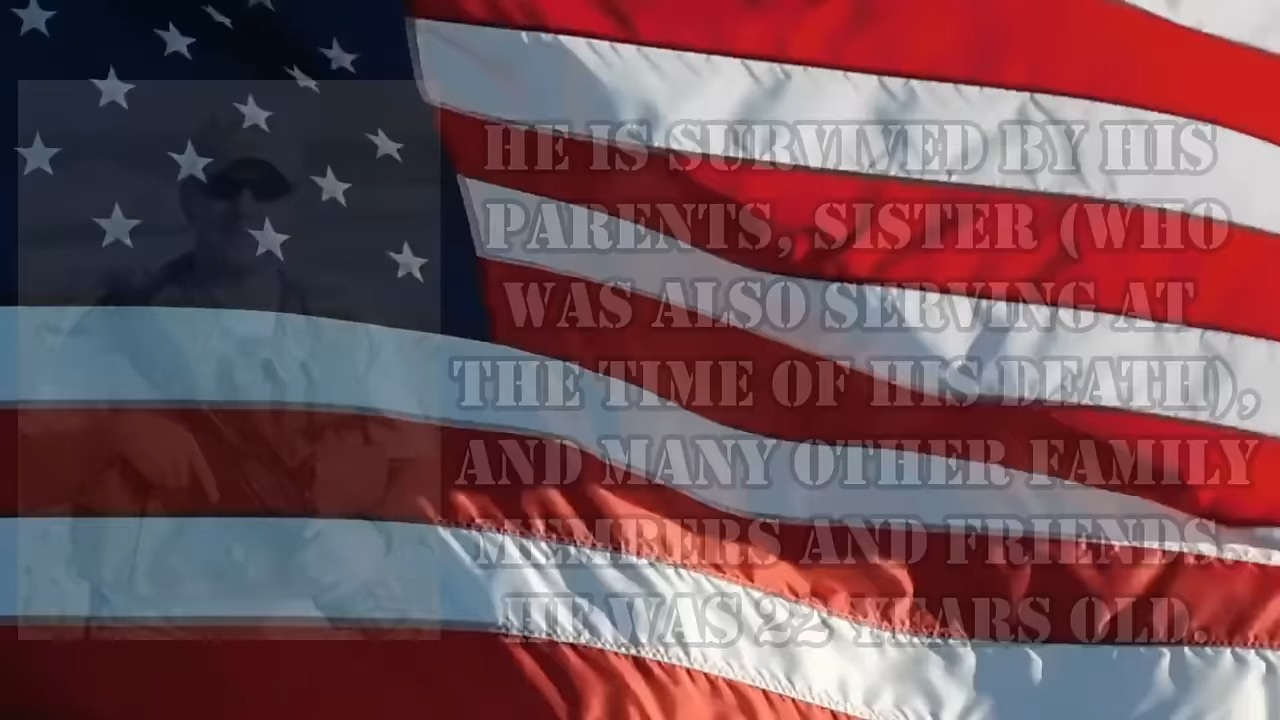 HE IS SURVIVED BY HIS
PARENTS, SISTER (WHO
WAS ALSO SERVING AT
THE TIME OF HIS DEATH),
AND MANY OTHER FAMILY
MEMBERS AND FRIENDS.
HE WAS 22 YEARS OLD.